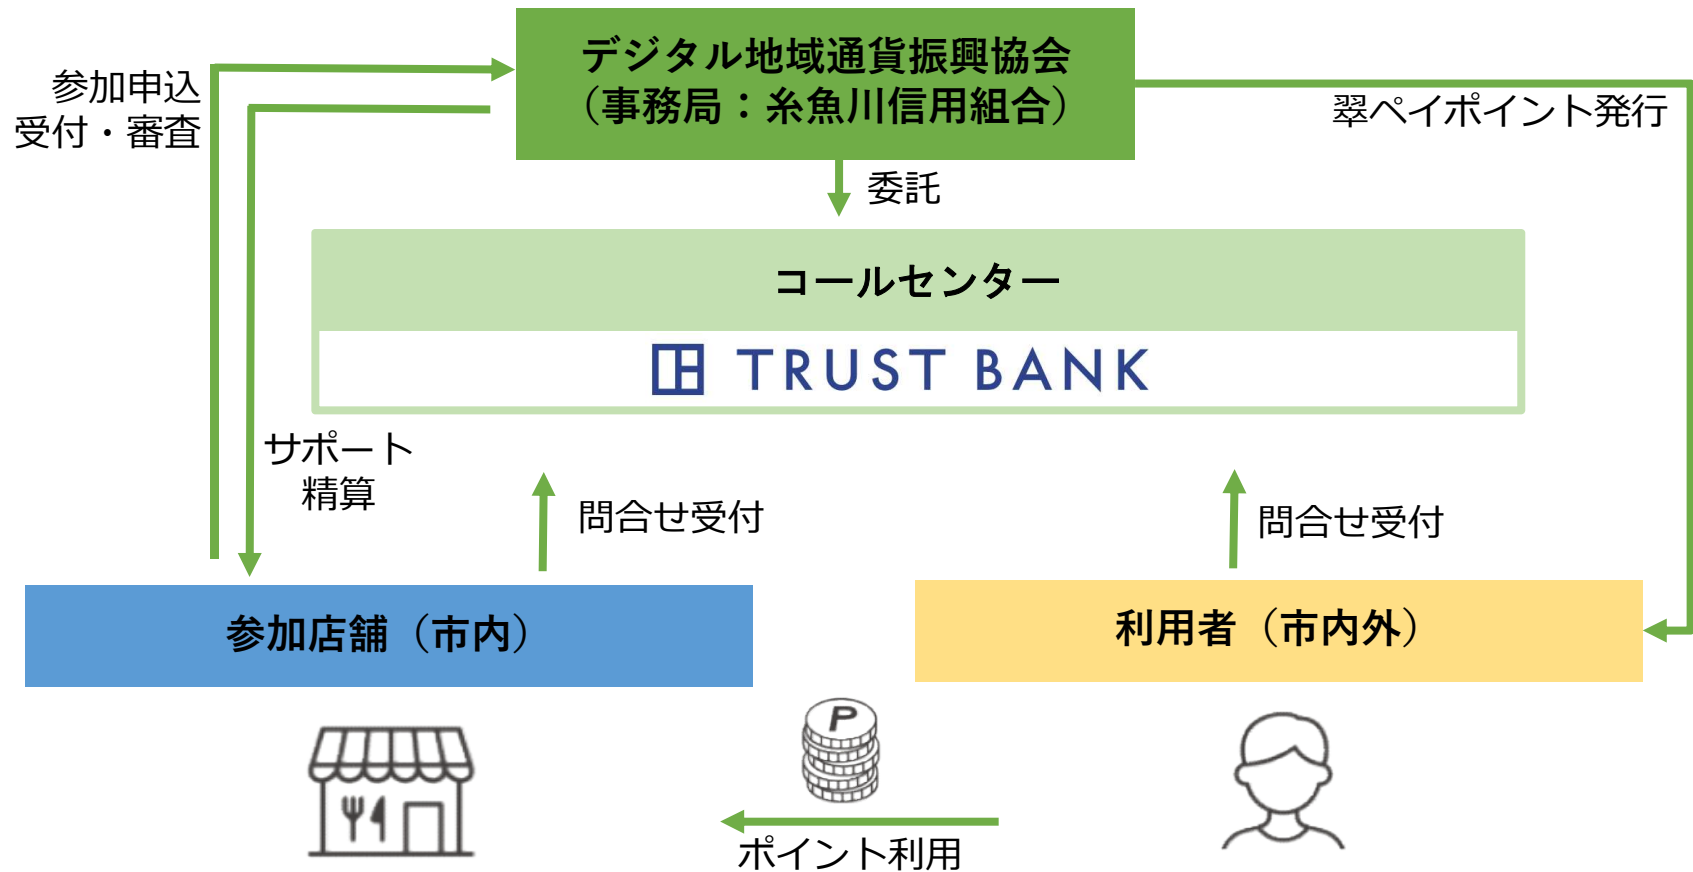 デジタル地域通貨振興協会
（事務局：糸魚川信用組合）
参加申込
受付・審査
翠ペイポイント発行
委託
コールセンター
TRUST BANK
サポート
精算
問合せ受付
問合せ受付
参加店舗（市内）
利用者（市内外）
P
ポイント利用